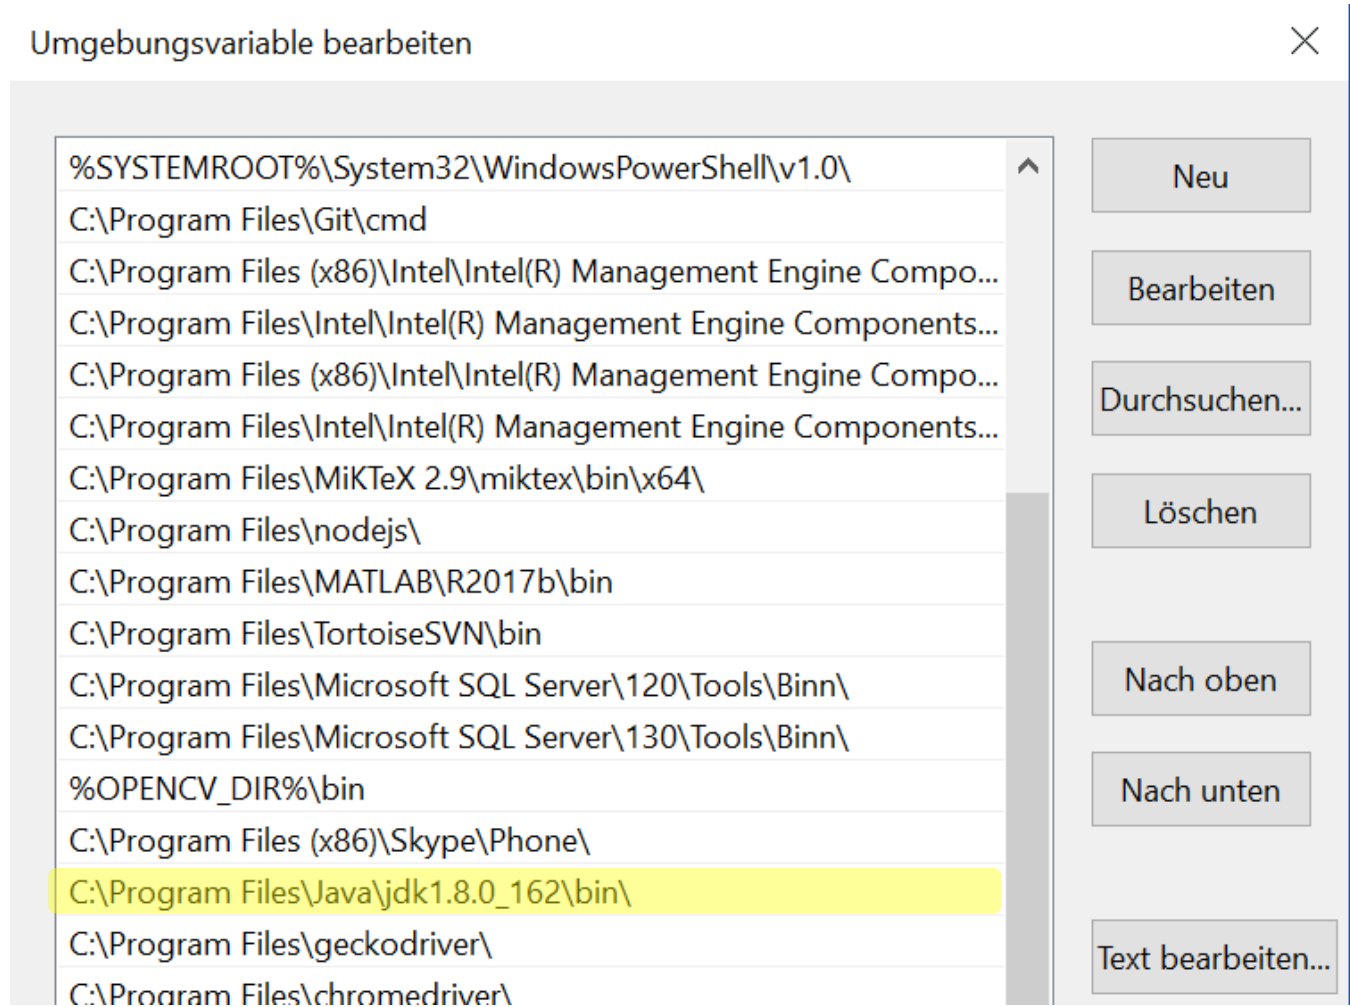 Umgebungsvariable bearbeiten
%SYSTEMROOT%\System32\WindowsPowerShell\v1.0\
C:\Program Files\Git\cmd
C:\Program Files (x86)\Intel\Intel(R) Management Engine Compo...
C:\Program Files\Intel\Intel(R) Management Engine Components...
C:\Program Files (x86)\Intel\Intel(R) Management Engine Compo...
C:\Program Files\Intel\Intel(R) Management Engine Components...
C:\Program Files\MiKTeX 2.9\miktex\bin\x64\
C:\Program Files\nodejs\
C:\Program Files\MATLAB\R2017b\bin
C:\Program Files\TortoiseSVN\bin
C:\Program Files\Microsoft SQL Server\120\Tools\Binn\
C:\Program Files\Microsoft SQL Server\130\Tools\Binn\
%OPENCV_DIR%\bin
C:\Program Files (x86)\Skype\Phone\
C:\Program Files\Java\jdk1.8.0_162\bin\
C:\Program Files\geckodriver\
C:\Program Files\chromedriver\
Neu
Bearbeiten
Durchsuchen...
Löschen
Nach oben
Nach unten
Text bearbeiten...